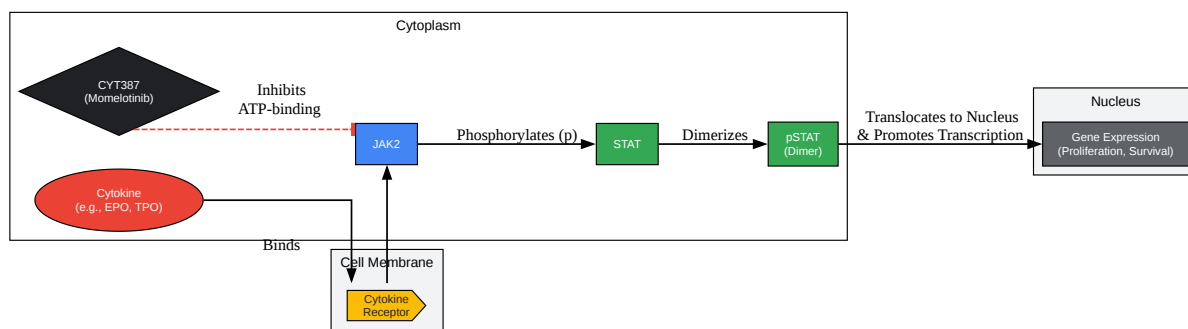 Cytoplasm
CYT387
(Momelotinib)
Inhibits
ATP-binding
JAK2
Phosphorylates (p)
STAT
Dimerizes
pSTAT
(Dimer)
Translocates to Nucleus
& Promotes Transcription
Nucleus
Gene Expression
(Proliferation, Survival)
Cytokine
(e.g., EPO, TPO)
Binds
Cell Membrane
Cytokine
Receptor